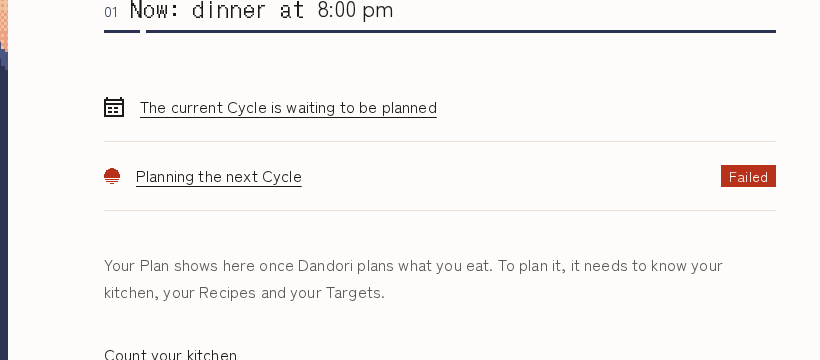 01 Now: dinner at 8:00 pm
The current Cycle is waiting to be planned
Planning the next Cycle
Failed
Your Plan shows here once Dandori plans what you eat. To plan it, it needs to know your
kitchen, your Recipes and your Targets.
Count your kitchen